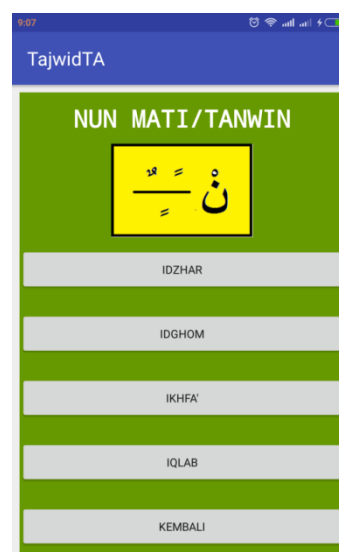 9:07
TajwidTA
NUN MATI/TANWIN
نْ ـًـٍـٌ
IDZHAR
IDGHOM
IKHFA'
IQLAB
KEMBALI